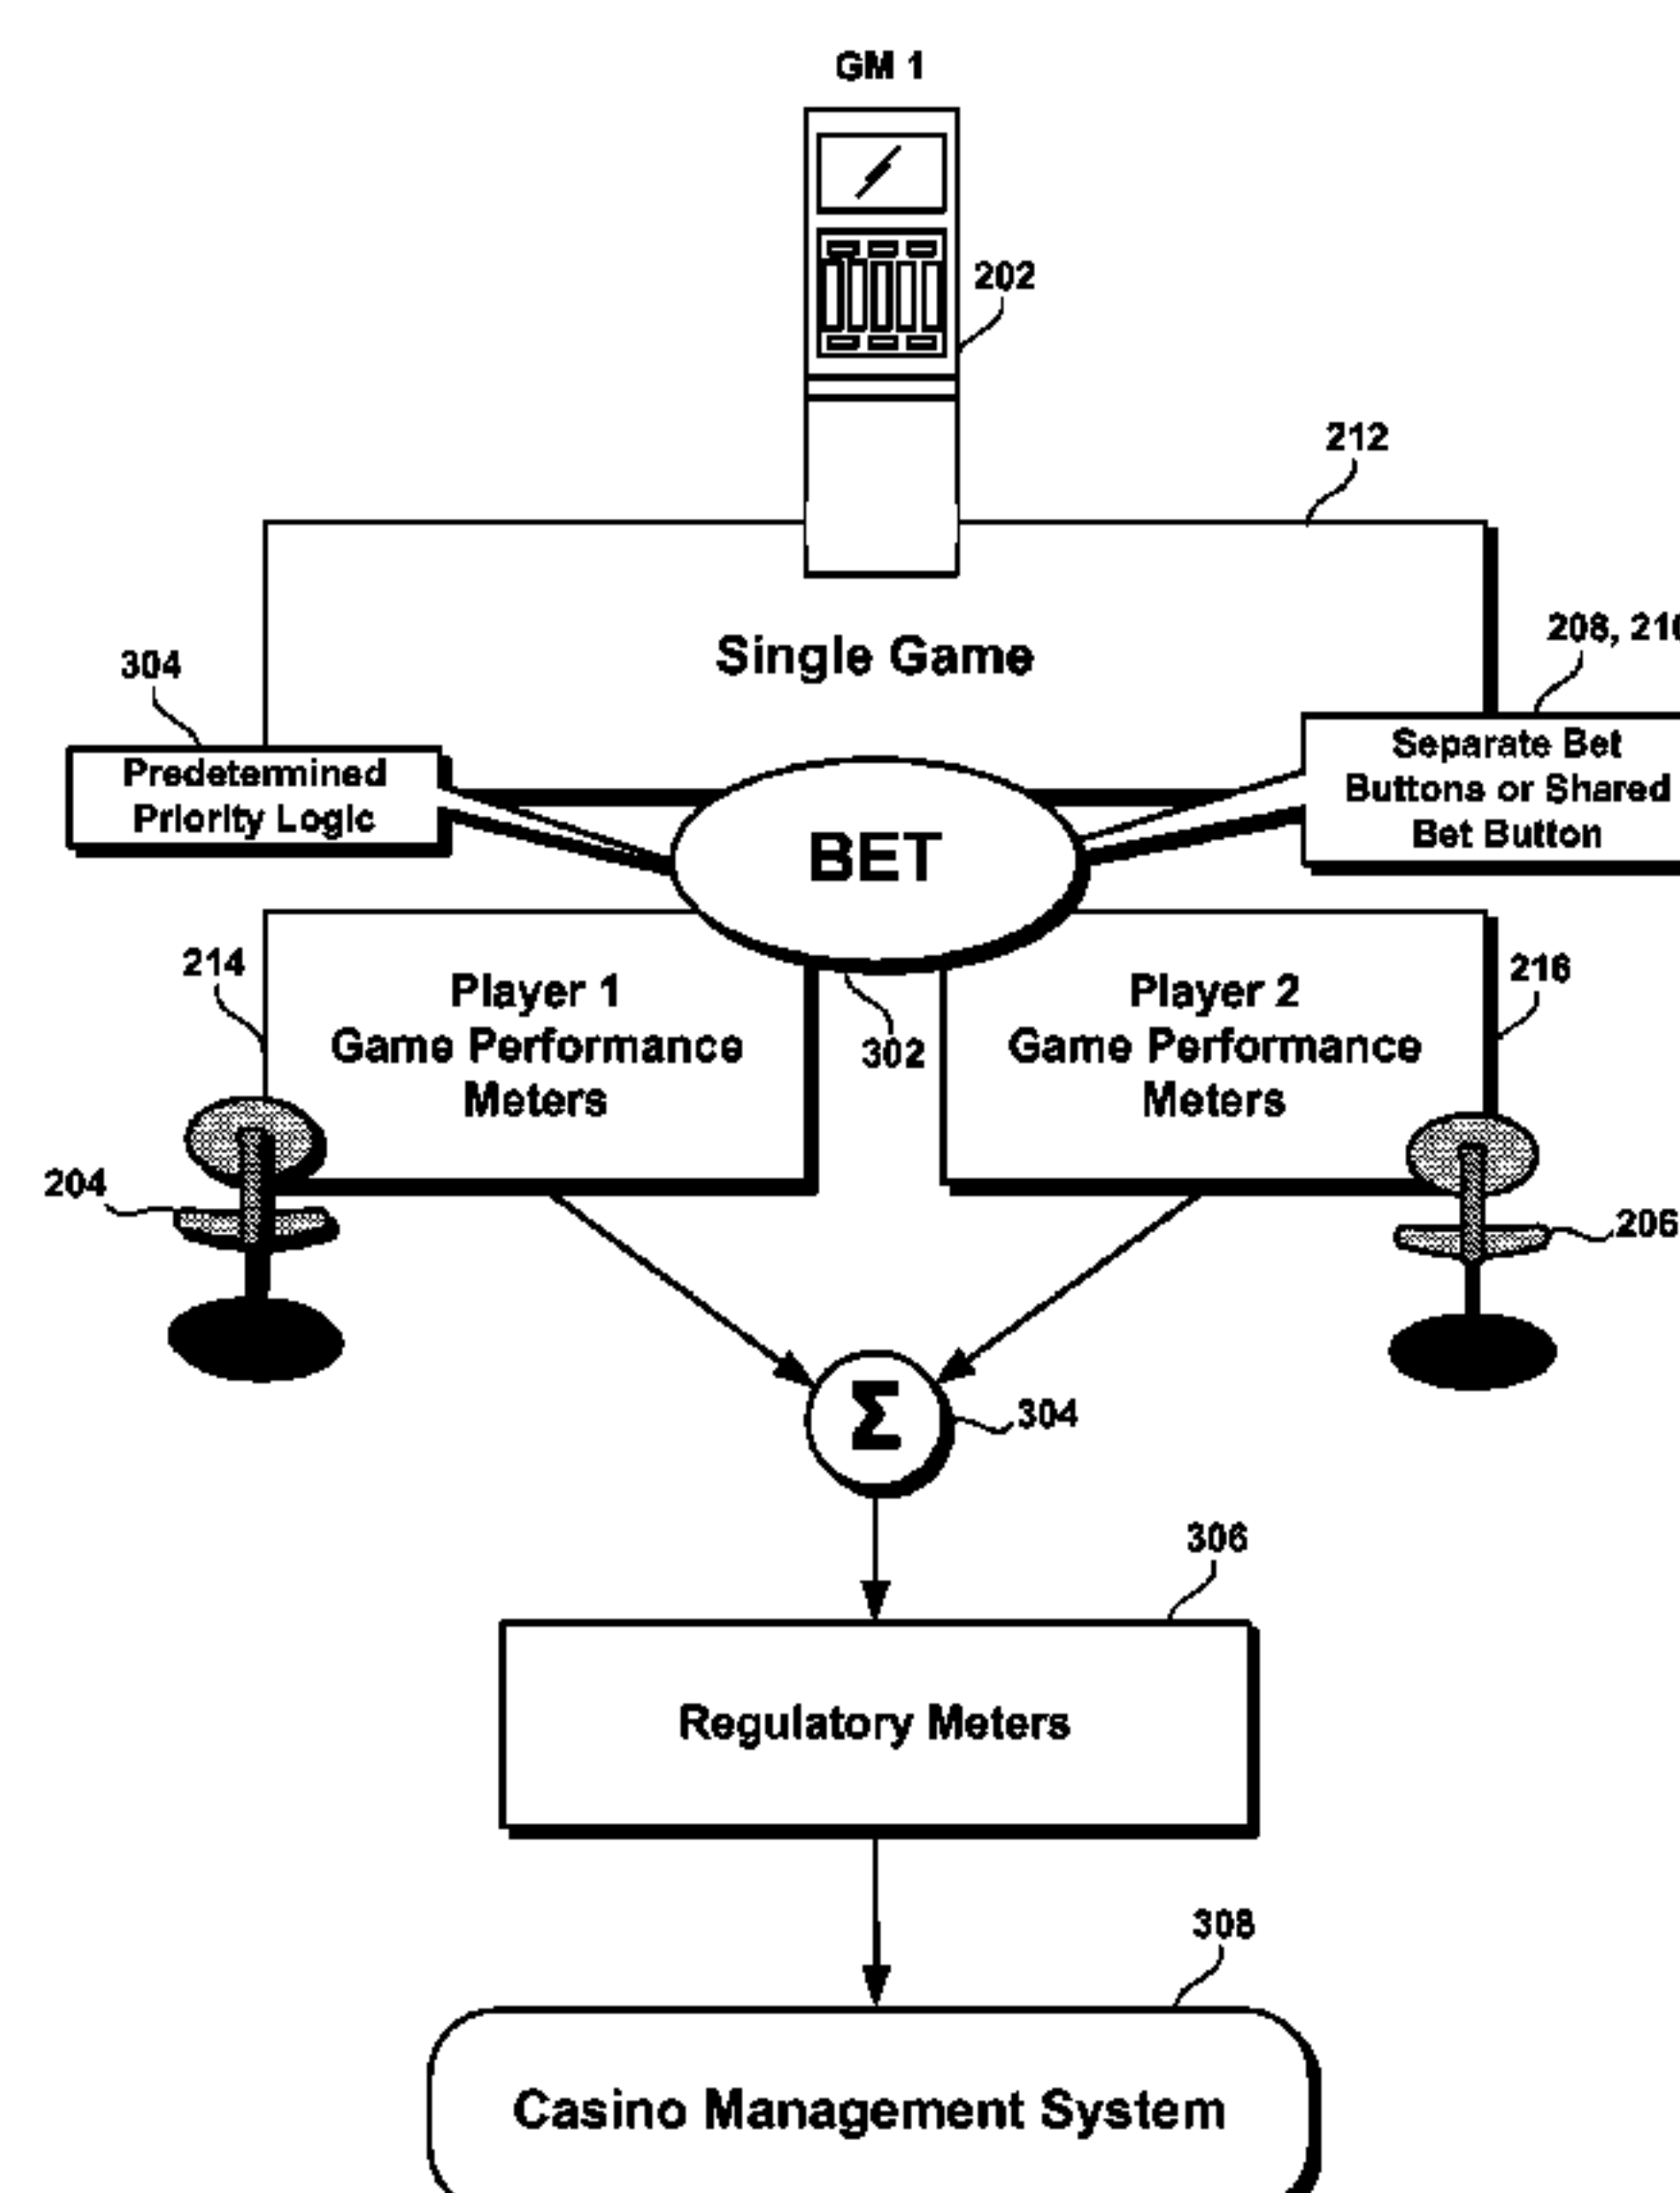 GM 1
202
212
208, 210
Single Game
304
Predetermined
Priority Logic
Separate Bet
Buttons or Shared
Bet Button
BET
214
Player 1
Game Performance
Meters
302
Player 2
Game Performance
Meters
216
204
206
Σ
304
306
Regulatory Meters
308
Casino Management System